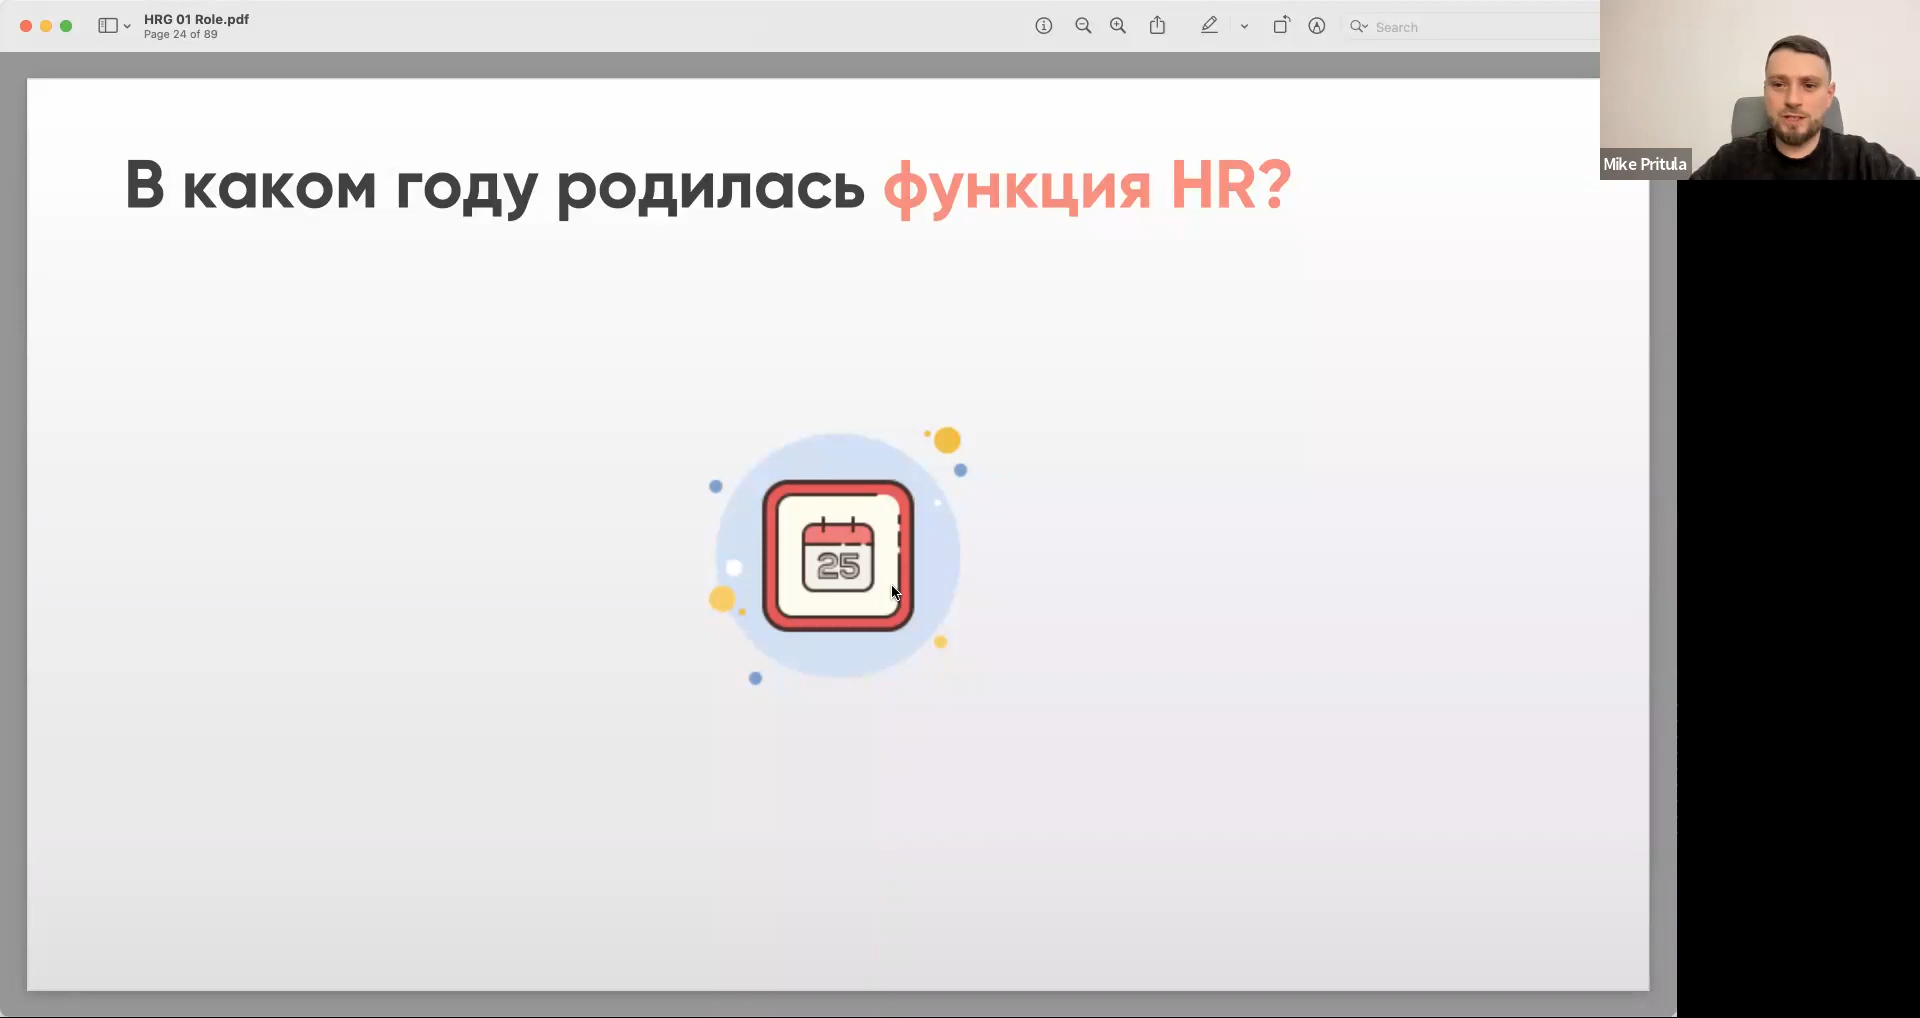 HRG 01 Role.pdf
Page 24 of 89
Search
Mike Pritula
В каком году родилась функция HR?
25